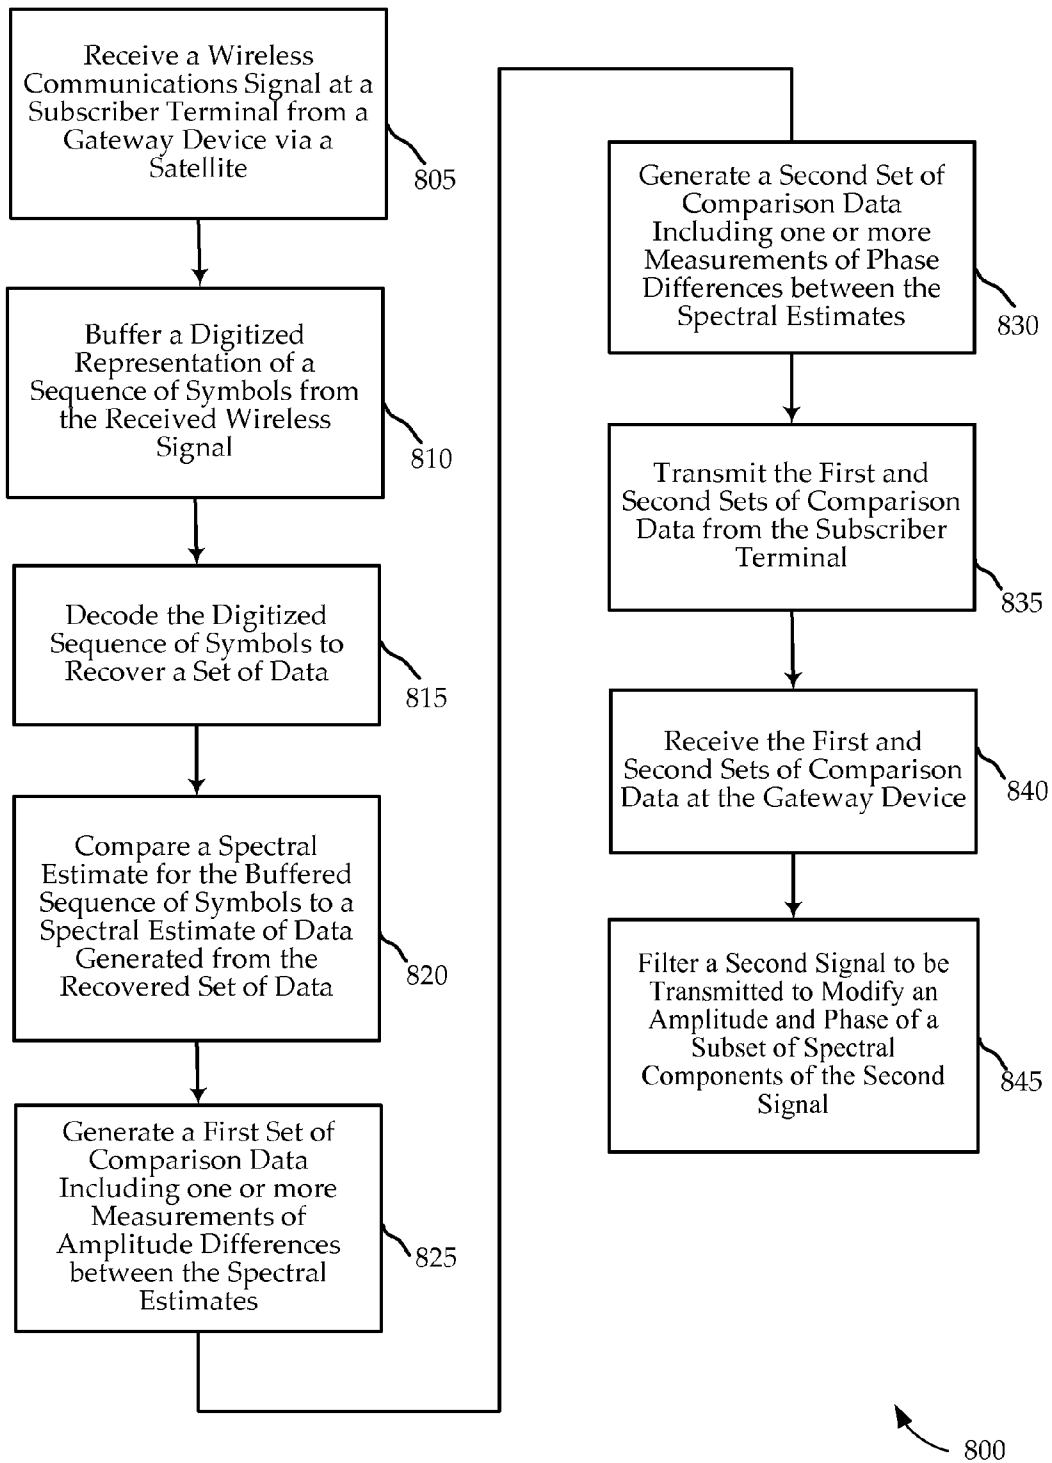 Receive a Wireless
Communications Signal at a
Subscriber Terminal from a
Gateway Device via a
Satellite
805
Buffer a Digitized
Representation of a
Sequence of Symbols from
the Received Wireless
Signal
810
Decode the Digitized
Sequence of Symbols to
Recover a Set of Data
815
Compare a Spectral
Estimate for the Buffered
Sequence of Symbols to a
Spectral Estimate of Data
Generated from the
Recovered Set of Data
820
Generate a First Set of
Comparison Data
Including one or more
Measurements of
Amplitude Differences
between the Spectral
Estimates
825
Generate a Second Set of
Comparison Data
Including one or more
Measurements of Phase
Differences between the
Spectral Estimates
830
Transmit the First and
Second Sets of Comparison
Data from the Subscriber
Terminal
835
Receive the First and
Second Sets of Comparison
Data at the Gateway Device
840
Filter a Second Signal to be
Transmitted to Modify an
Amplitude and Phase of a
Subset of Spectral
Components of the Second
Signal
845
800